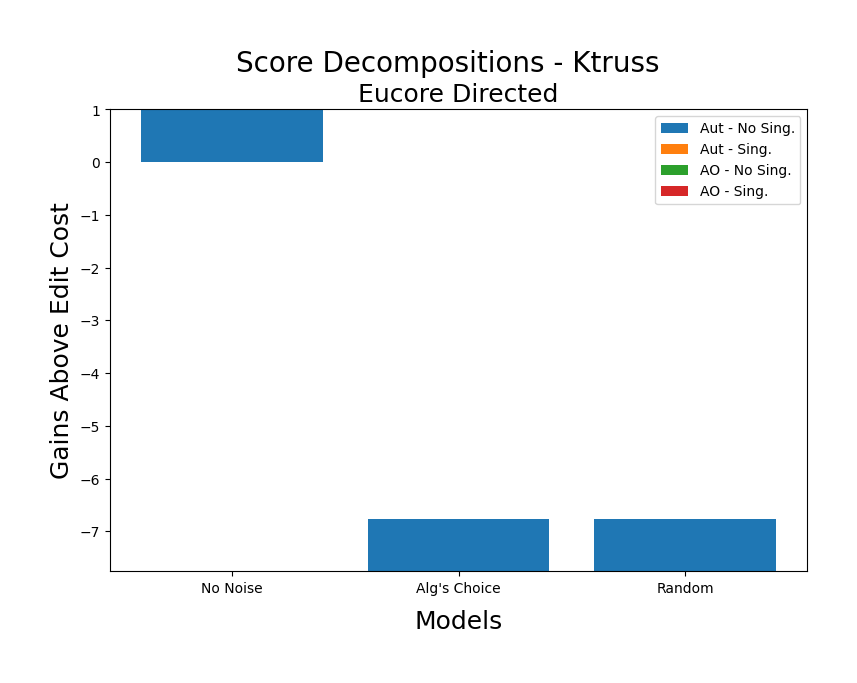 Score Decompositions - Ktruss
Eucore Directed
1
0
−1
−2
−3
−4
−5
−6
−7
Gains Above Edit Cost
Aut - No Sing.
Aut - Sing.
AO - No Sing.
AO - Sing.
No Noise
Alg's Choice
Random
Models